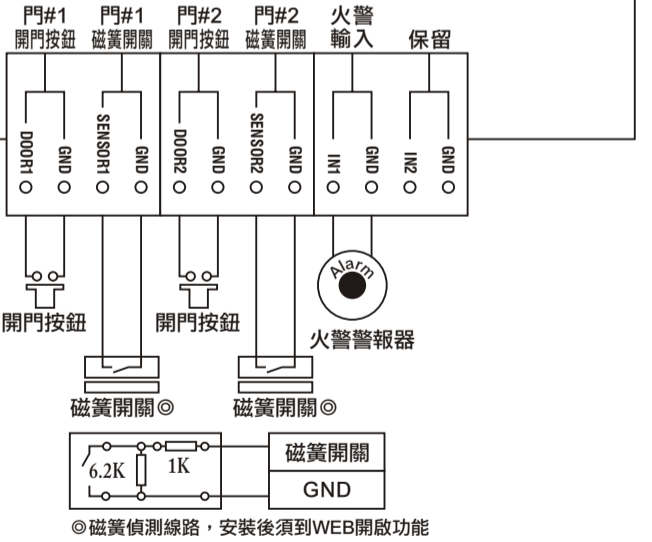 門#1 門#1 門#2 門#2 火警
開門按鈕 磁簧開關 開門按鈕 磁簧開關 輸入 保留
DOOR1 GND SENSOR1 GND DOOR2 GND SENSOR2 GND IN1 GND IN2 GND
Alarm
開門按鈕 開門按鈕
火警警報器
磁簧開關◎ 磁簧開關◎
6.2K 1K 磁簧開關
GND
◎磁簧偵測線路，安裝後須到WEB開啟功能